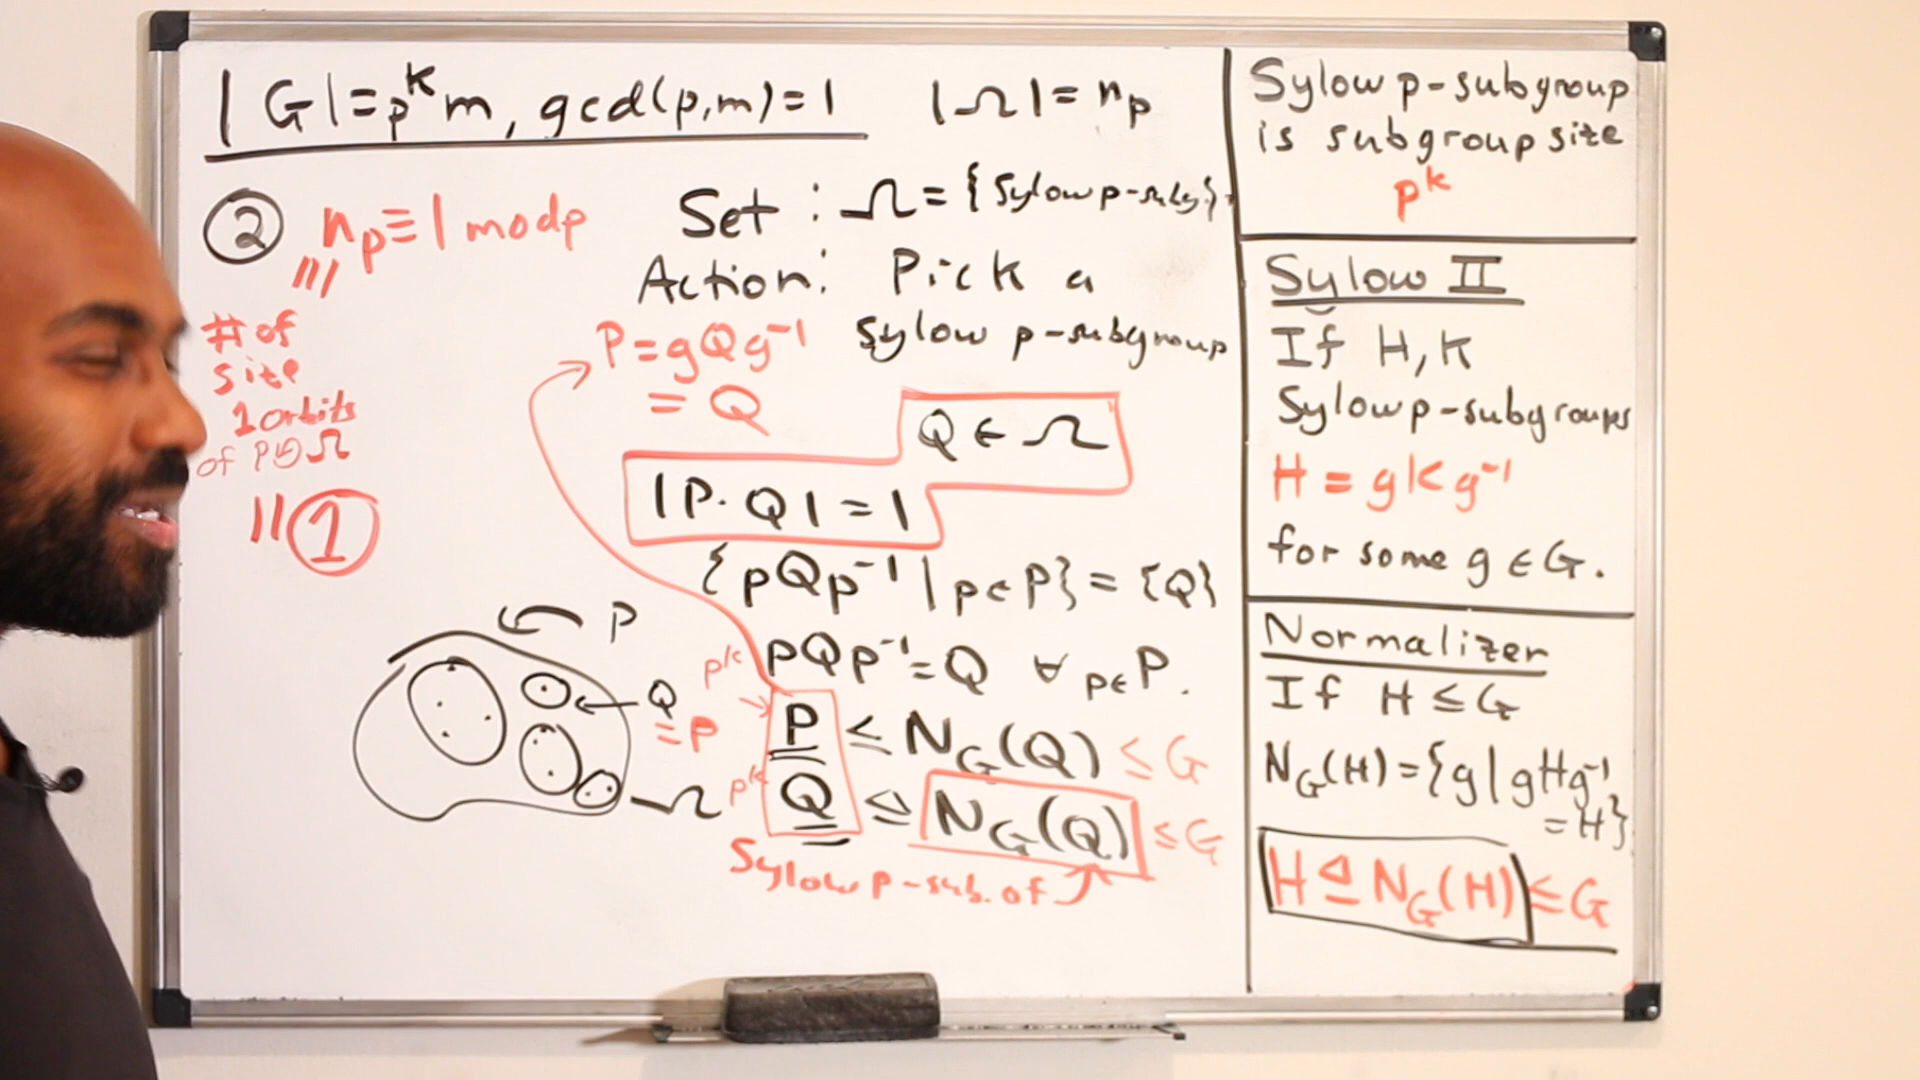 |G|=p^k m, gcd(p,m)=1
|Ω|=n_p
② n_p≡1 mod p
|||
# of
size
1 orbits
of P↻Ω
|| ①
Set: Ω={Sylow p-subg}.
Action: Pick a
Sylow p-subgroup
P=gQg^-1
=Q
Q∈Ω
|P·Q|=1
{pQp^-1|p∈P}={Q}
pQp^-1=Q ∀ p∈P.
p^k
P ≤ N_G(Q) ≤ G
p^k
Q ⊴ N_G(Q) ≤ G
Sylow p-sub. of
P
Q
=P
Ω
Sylow p-subgroup
is subgroup size
p^k
Sylow II
If H,K
Sylow p-subgroups
H=gKg^-1
for some g∈G.
Normalizer
If H≤G
N_G(H)={g|gHg^-1
=H}
H⊴N_G(H)≤G